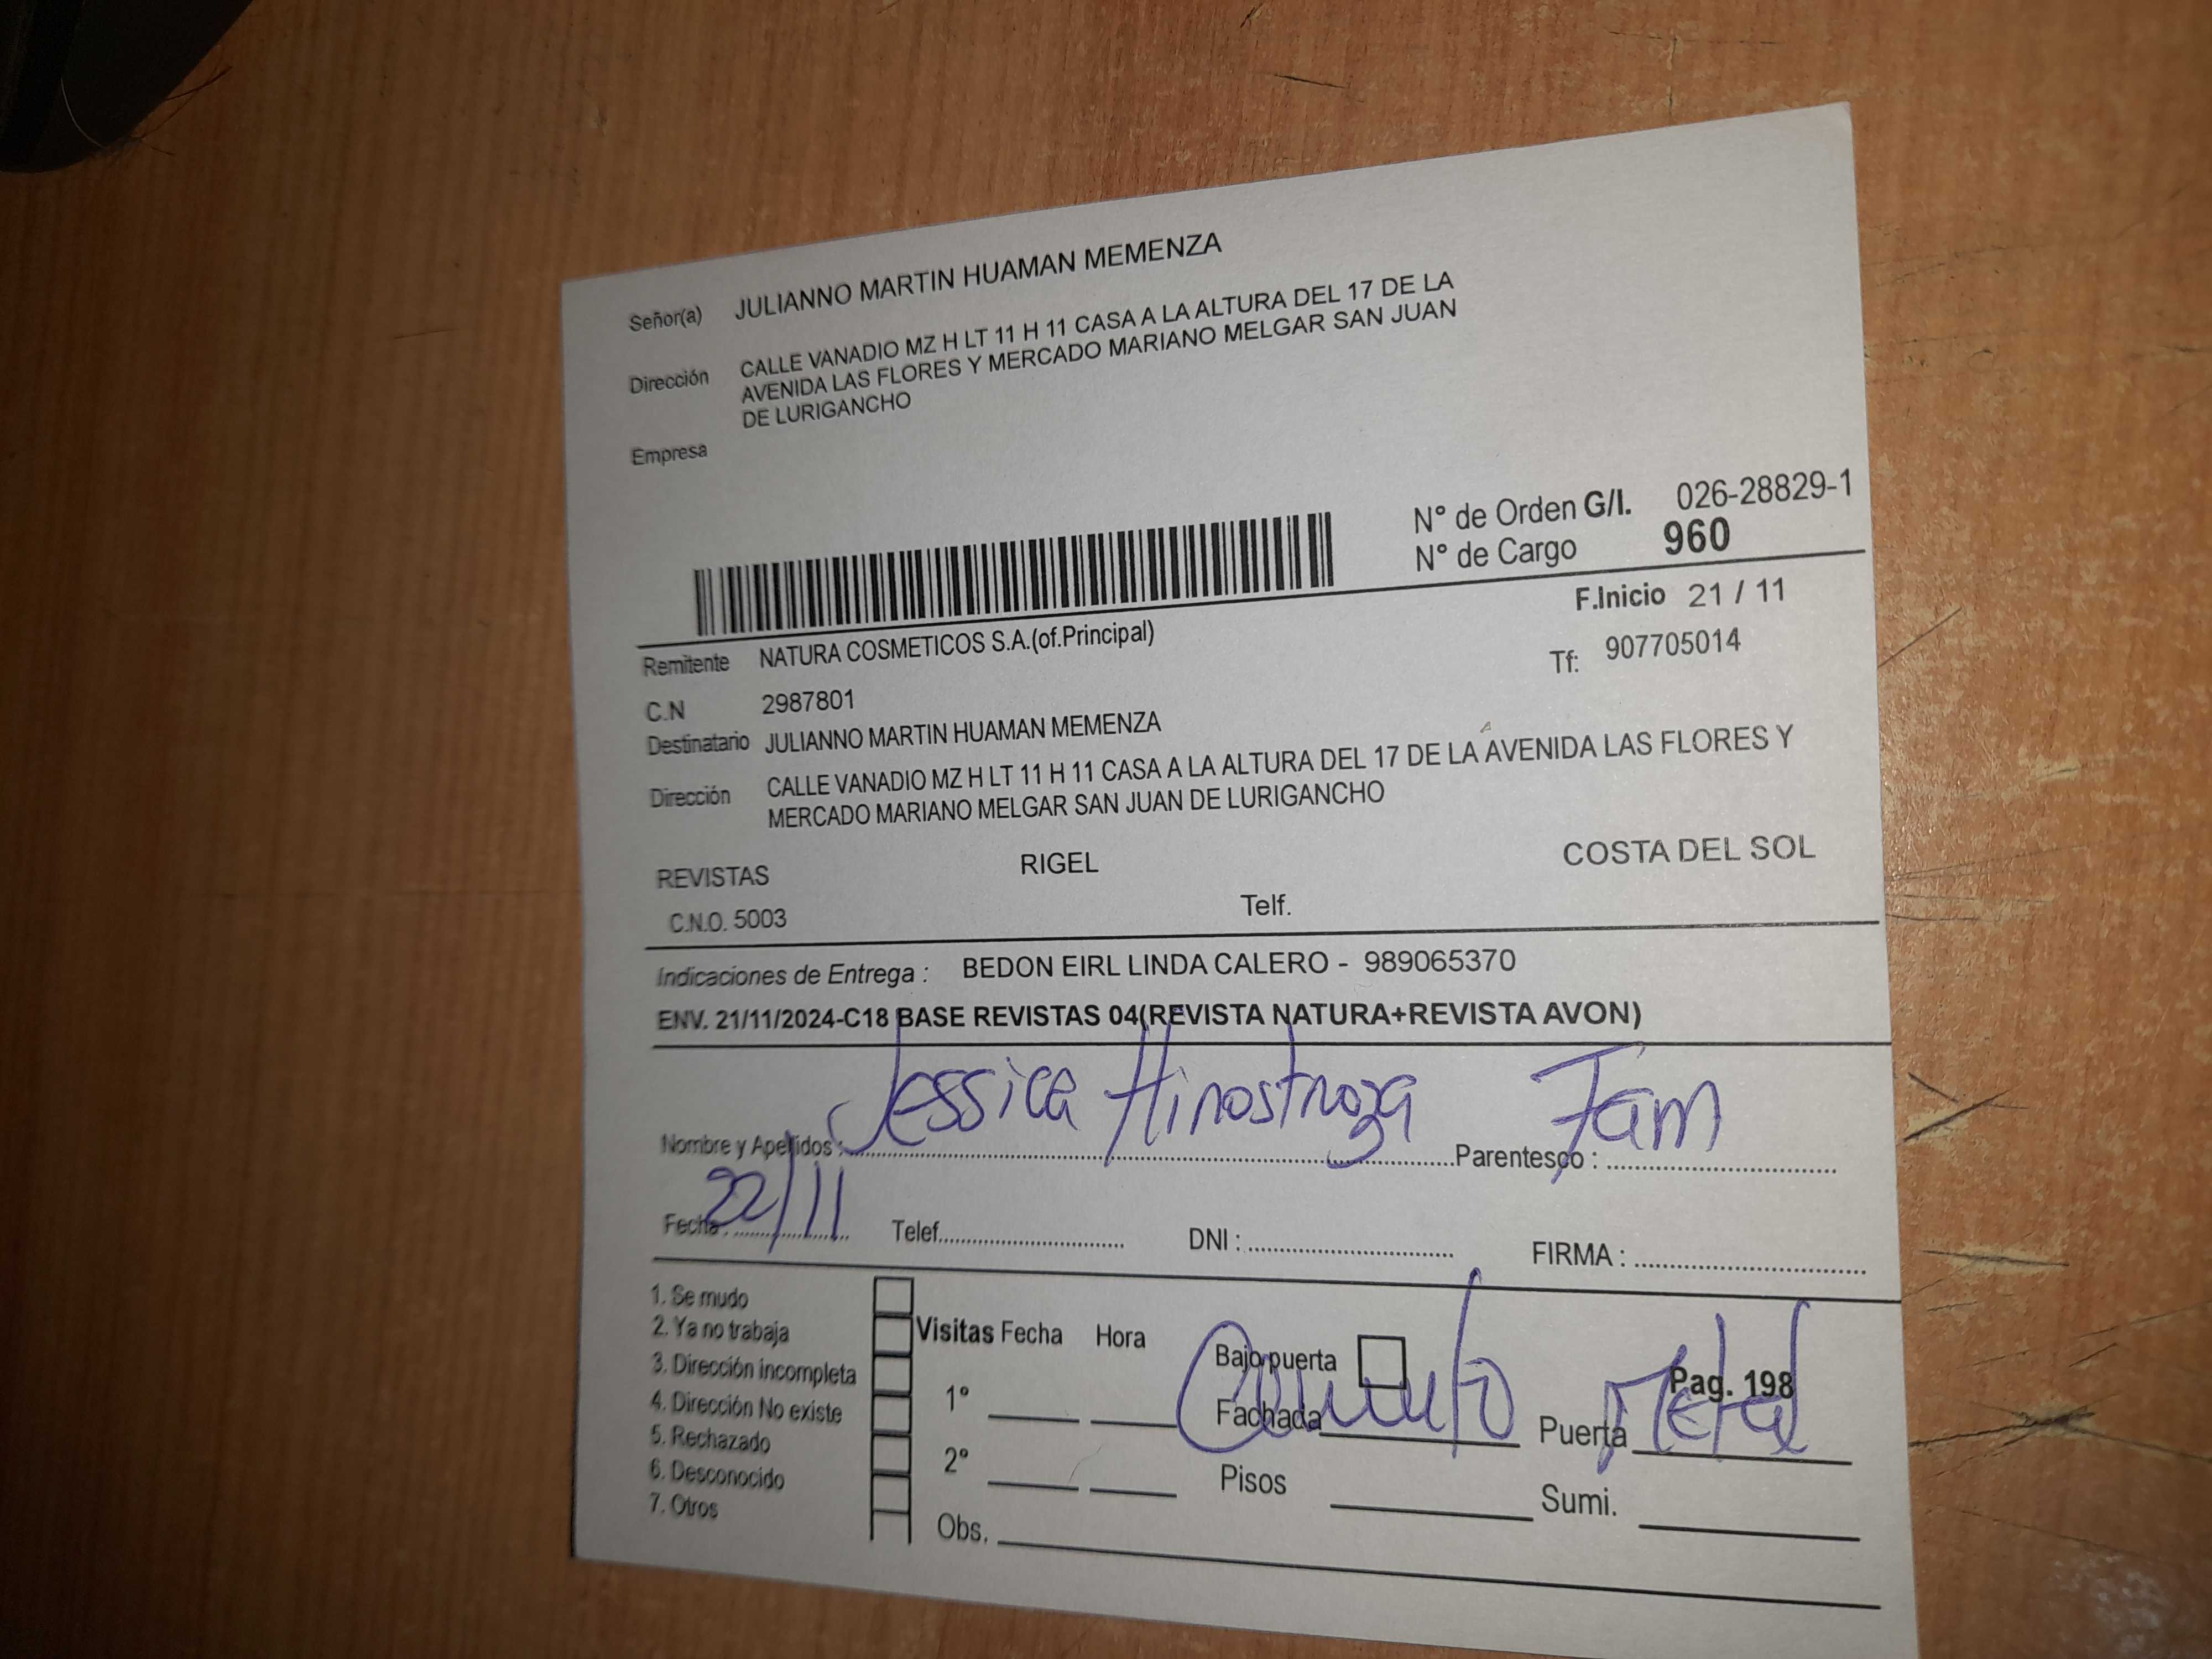 Señor(a) JULIANNO MARTIN HUAMAN MEMENZA
Dirección CALLE VANADIO MZ H LT 11 H 11 CASA A LA ALTURA DEL 17 DE LA
AVENIDA LAS FLORES Y MERCADO MARIANO MELGAR SAN JUAN
DE LURIGANCHO
Empresa
N° de Orden G/I. 026-28829-1
N° de Cargo 960
F.Inicio 21 / 11
Remitente NATURA COSMETICOS S.A.(of.Principal) Tf: 907705014
C.N 2987801
Destinatario JULIANNO MARTIN HUAMAN MEMENZA
Dirección CALLE VANADIO MZ H LT 11 H 11 CASA A LA ALTURA DEL 17 DE LA AVENIDA LAS FLORES Y
MERCADO MARIANO MELGAR SAN JUAN DE LURIGANCHO
REVISTAS RIGEL COSTA DEL SOL
C.N.O. 5003 Telf.
Indicaciones de Entrega : BEDON EIRL LINDA CALERO - 989065370
ENV. 21/11/2024-C18 BASE REVISTAS 04(REVISTA NATURA+REVISTA AVON)
Nombre y Apellidos : Jessica Hinostroza Parentesco : Fam
Fecha : 22/11 Telef. DNI : FIRMA :
1. Se mudo
2. Ya no trabaja
3. Dirección incompleta
4. Dirección No existe
5. Rechazado
6. Desconocido
7. Otros
Visitas Fecha Hora
1°
2°
Obs.
Bajo puerta Pag. 198
Fachada Cemento Puerta Metal
Pisos Sumi.